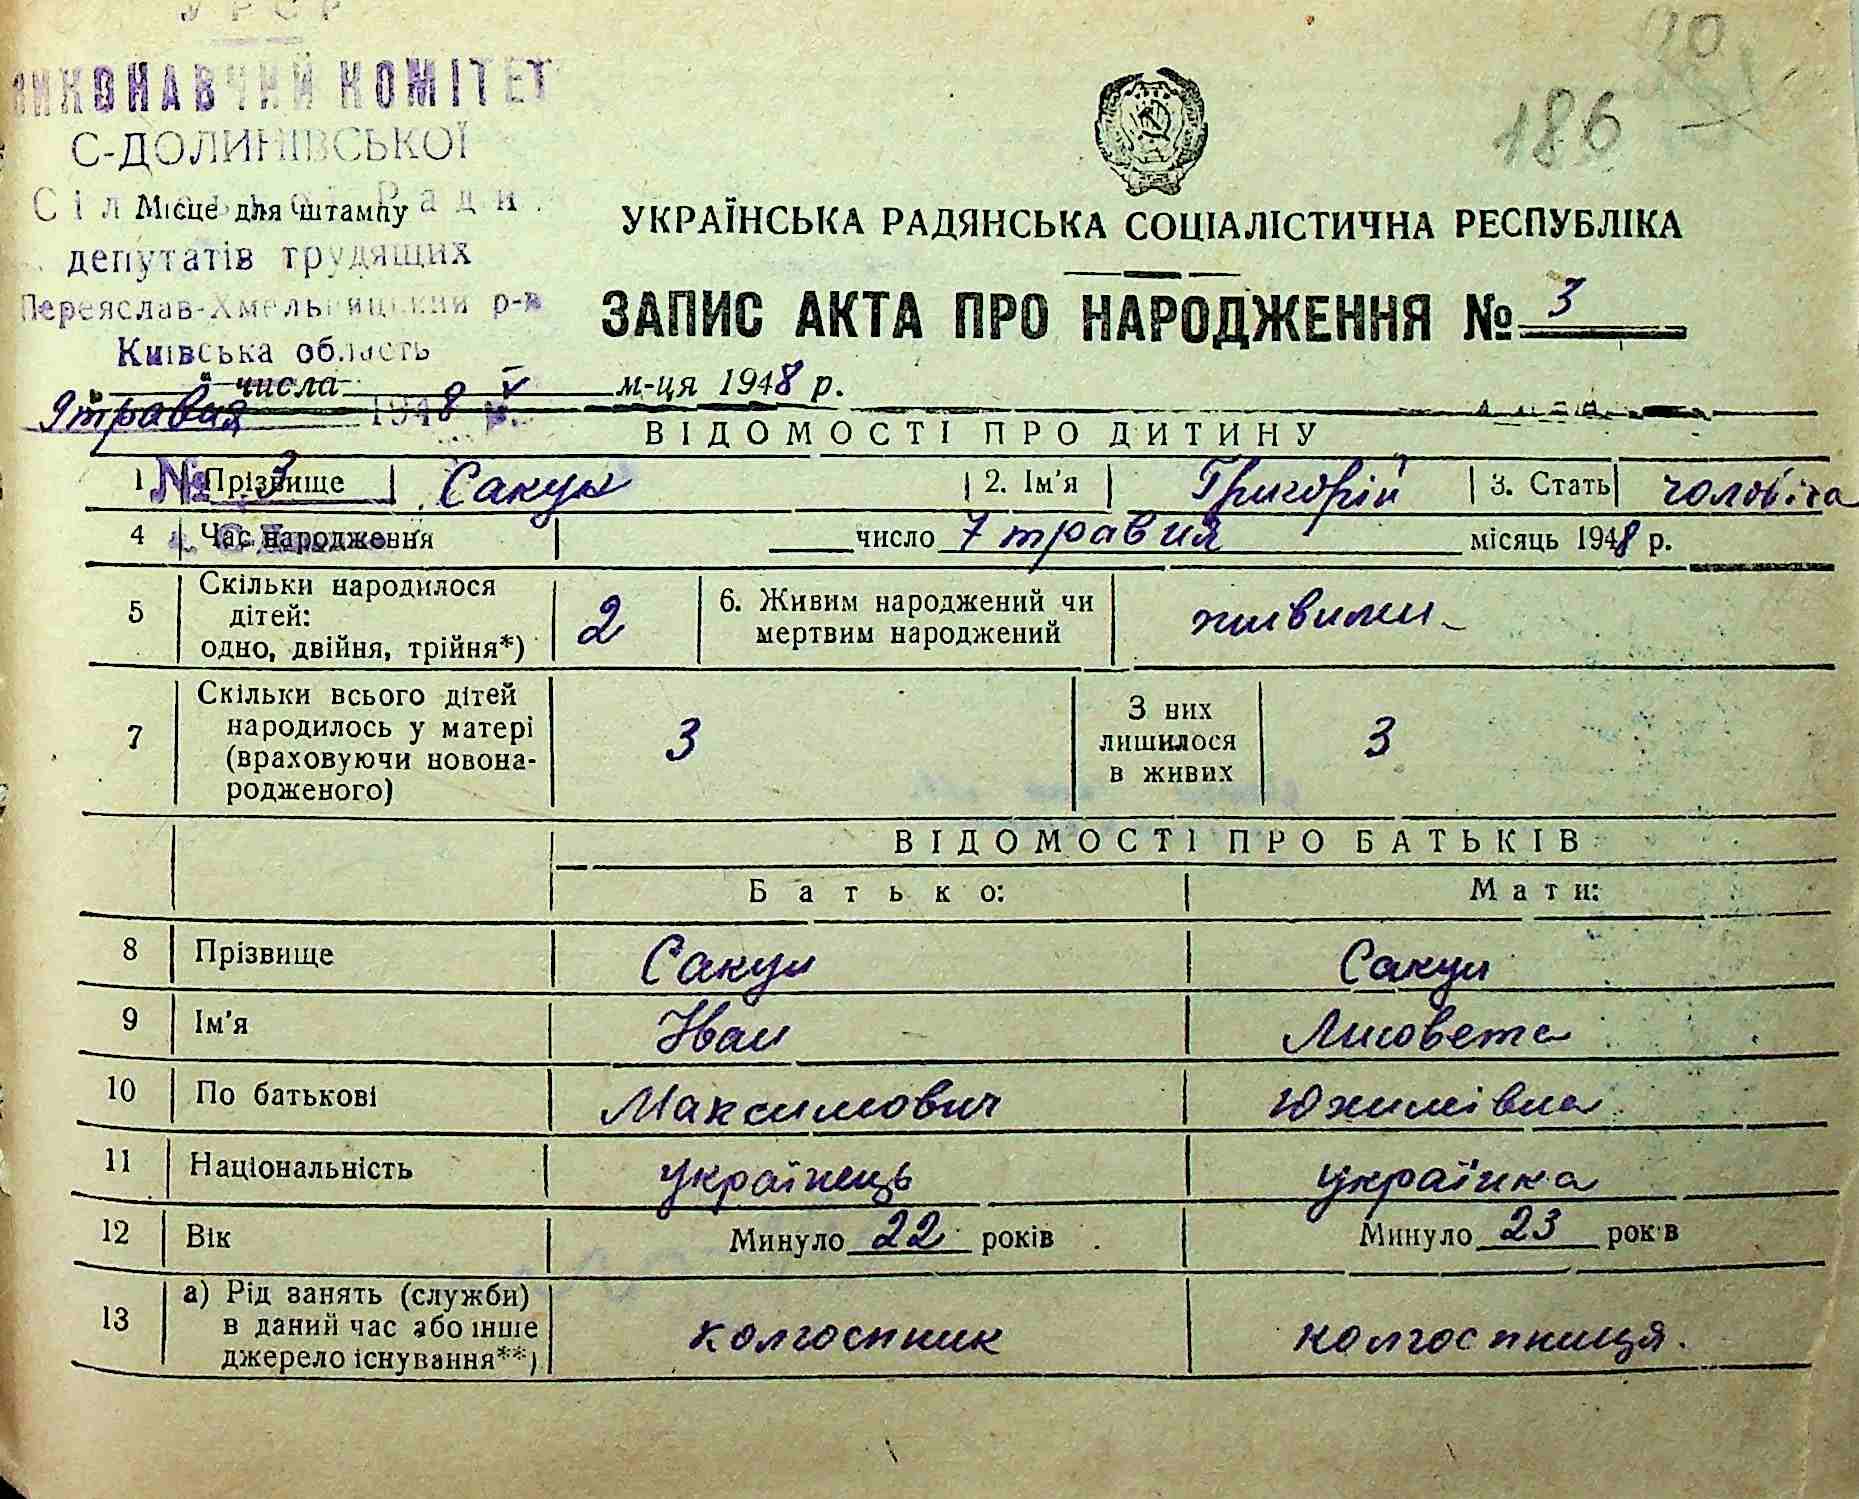 УРСР
ВИКОНАВЧИЙ КОМІТЕТ
С-ДОЛИНІВСЬКОЇ
Сільської Ради
Місце для штампу
депутатів трудящих
Переяслав-Хмельницький р-н
Київська область
186
УКРАЇНСЬКА РАДЯНСЬКА СОЦІАЛІСТИЧНА РЕСПУБЛІКА
ЗАПИС АКТА ПРО НАРОДЖЕННЯ № 3
числа V м-ця 1948 р.
9 травня 1948 р.
№ 3
ВІДОМОСТІ ПРО ДИТИНУ
1 Прізвище Сакун 2. Ім'я Григорій 3. Стать чоловіча
4 Час народження число 7 травня місяць 1948 р.
5 Скільки народилося дітей: одно, двійня, трійня*) 2 6. Живим народжений чи мертвим народжений живими
7 Скільки всього дітей народилось у матері (враховуючи новонародженого) 3 З них лишилося в живих 3
ВІДОМОСТІ ПРО БАТЬКІВ
Батько: Мати:
8 Прізвище Сакун Сакун
9 Ім'я Іван Лисовета
10 По батькові Максимович Юхимівна
11 Національність українець українка
12 Вік Минуло 22 років Минуло 23 років
13 а) Рід занять (служби) в даний час або інше джерело існування**) колгоспник колгоспниця.